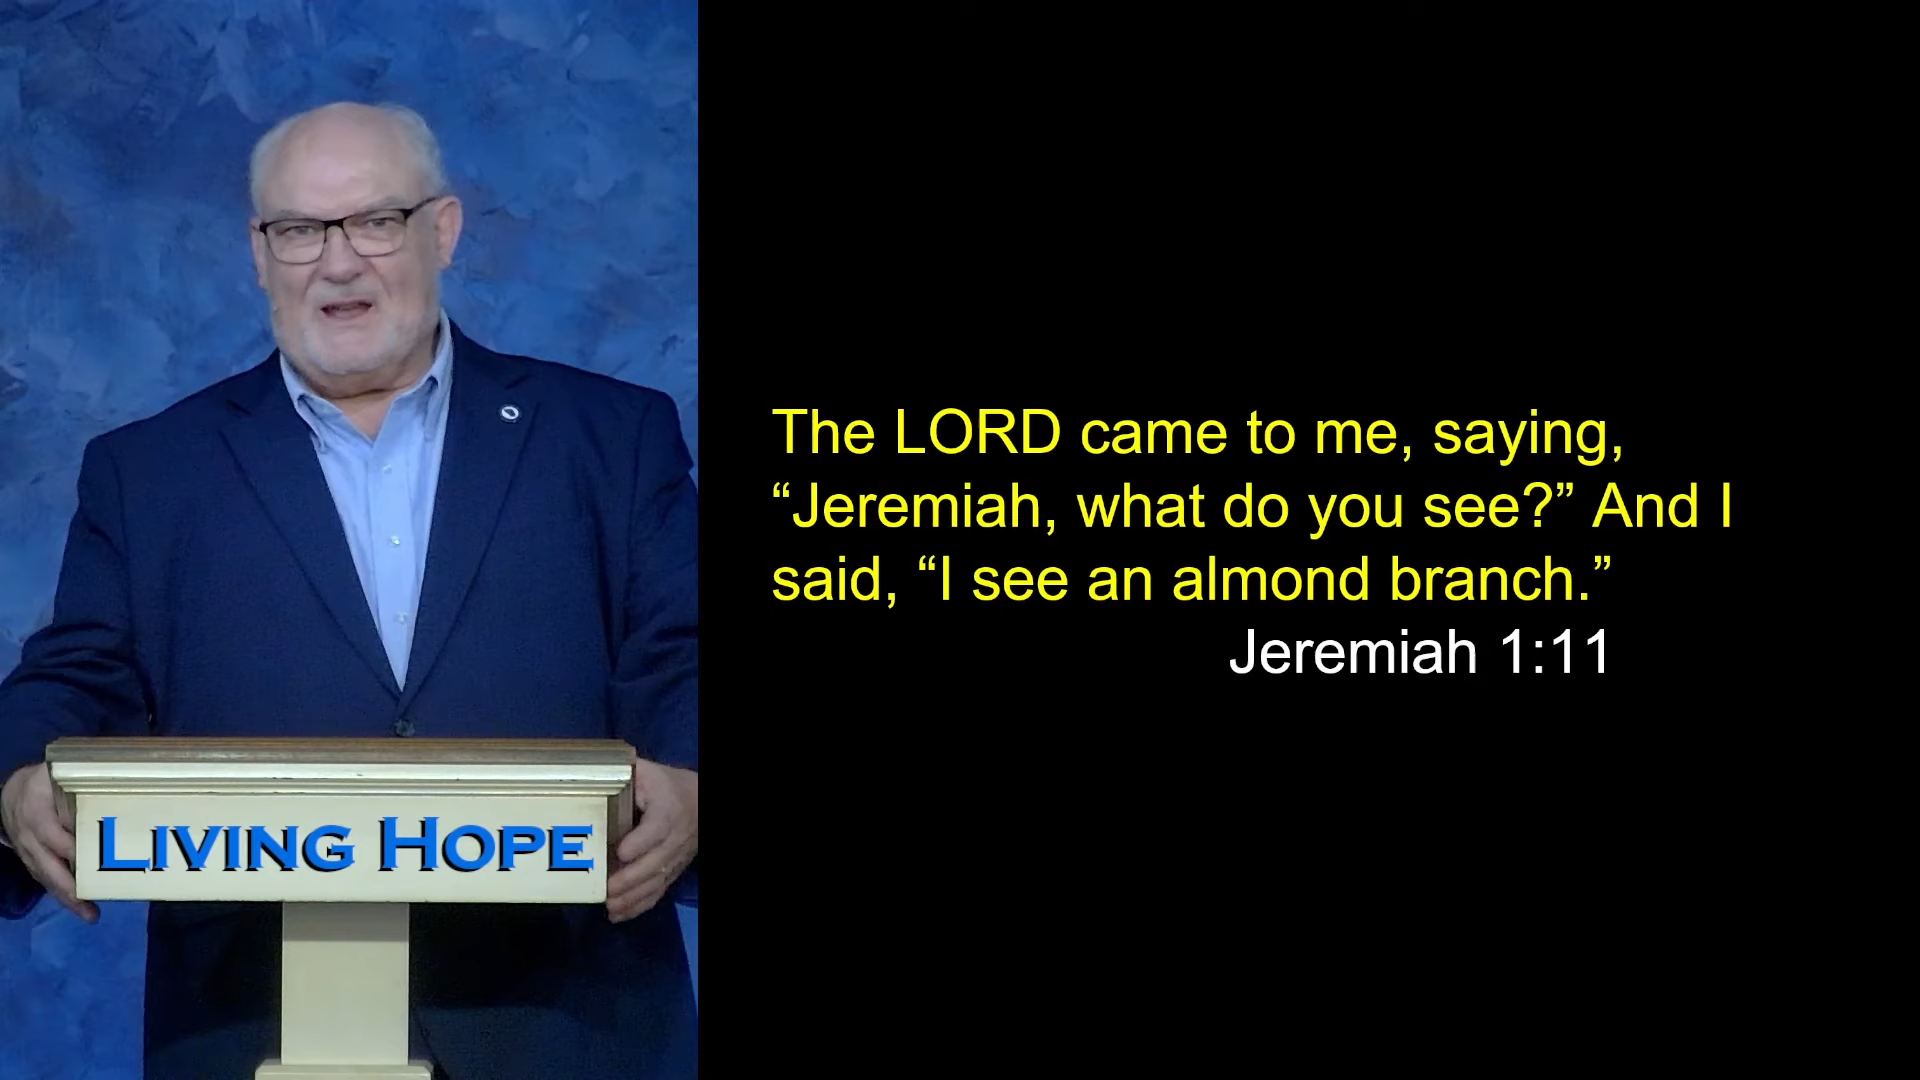 The LORD came to me, saying,
“Jeremiah, what do you see?” And I
said, “I see an almond branch.”
Jeremiah 1:11
LIVING HOPE